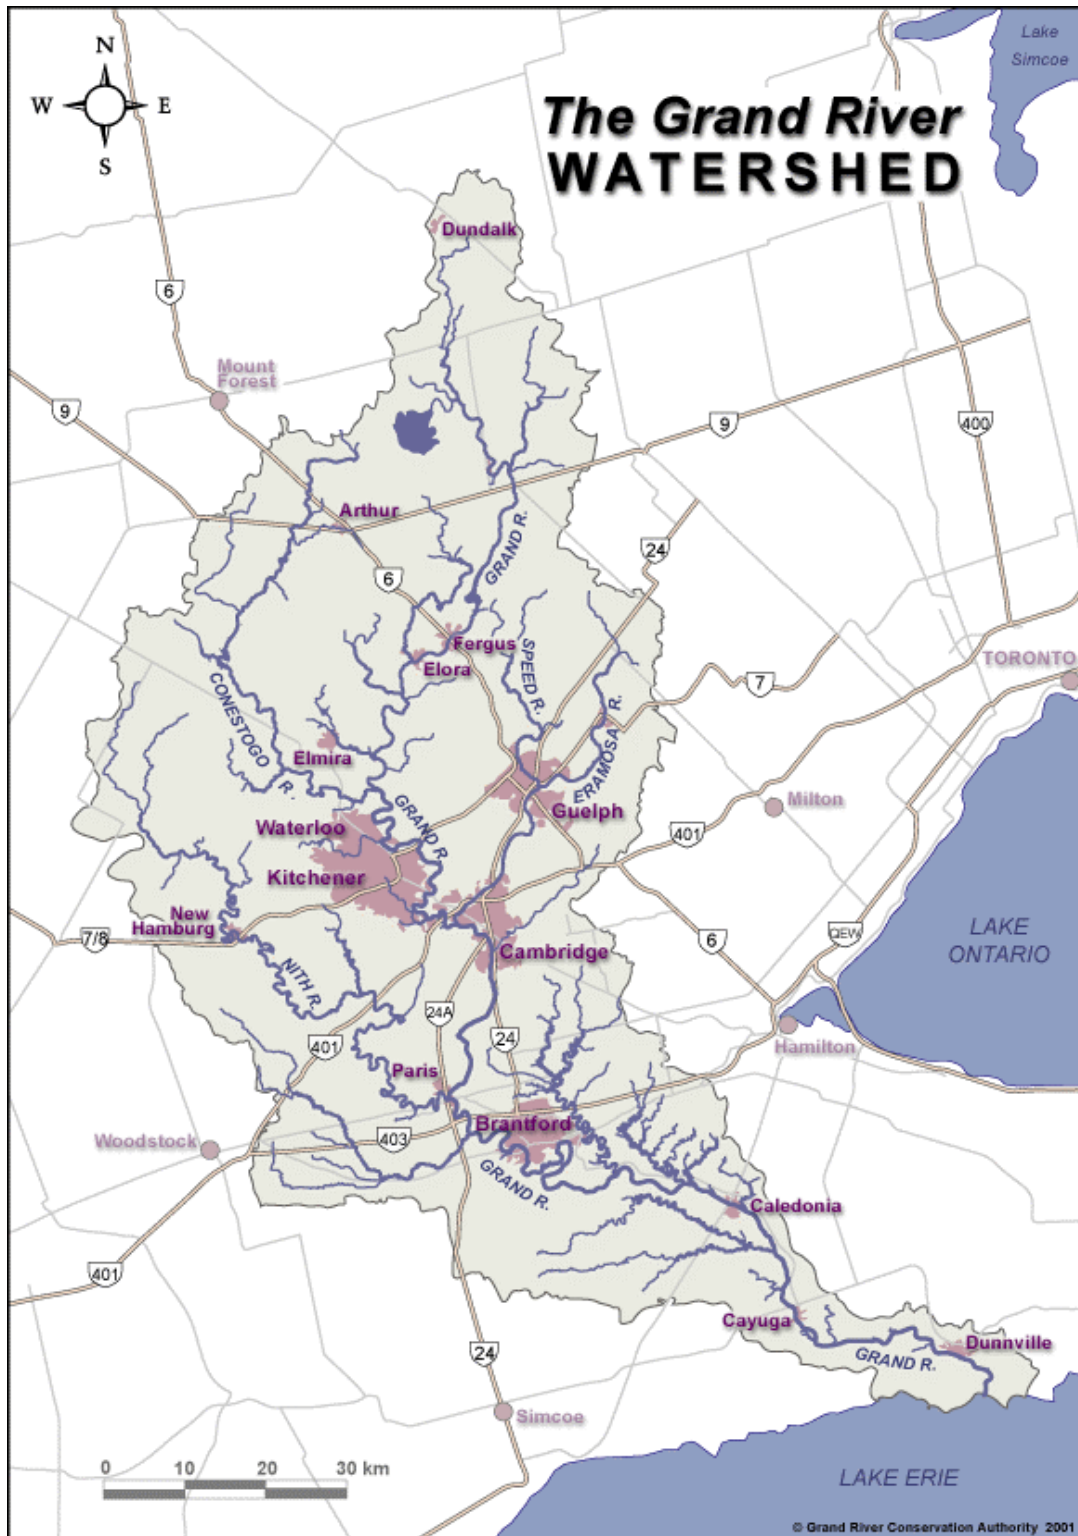 Lake
Simcoe
N
W
E
S
The Grand River
WATERSHED
Dundalk
6
Mount
Forest
9
9
400
Arthur
GRAND R.
24
6
Fergus
Elora
SPEED R.
TORONTO
7
CONESTOGO
R.
ERAMOSA R.
Elmira
GRAND R.
Guelph
Milton
Waterloo
401
Kitchener
New
Hamburg
7/8
6
QEW
LAKE
ONTARIO
Cambridge
NITH R.
24A
24
401
Hamilton
Paris
Brantford
Woodstock
403
GRAND R.
Caledonia
401
Cayuga
Dunnville
GRAND R.
24
Simcoe
0 10 20 30 km
LAKE ERIE
© Grand River Conservation Authority 2001